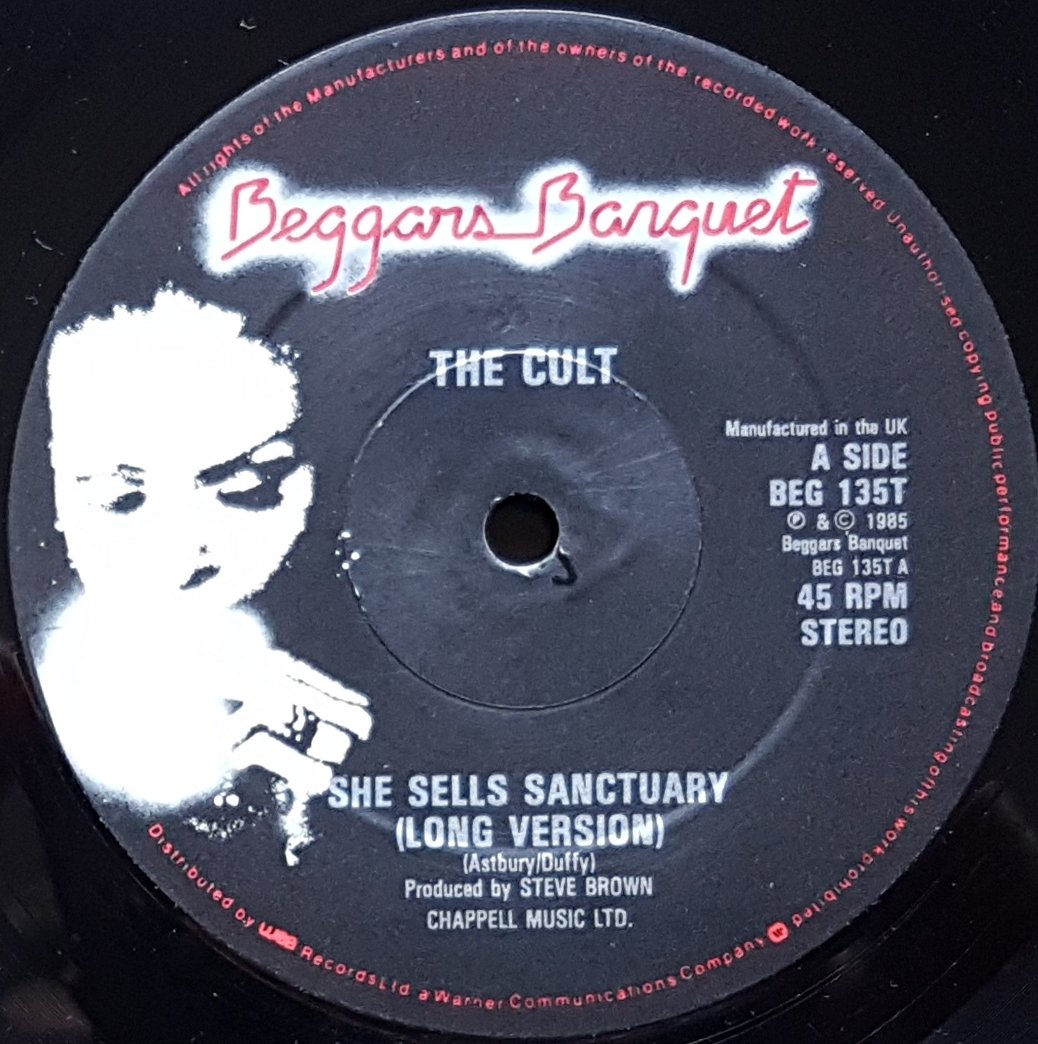 All rights of the Manufacturers and of the owners of the recorded work reserved Unauthorised copying public performance and broadcasting of this work prohibited
Beggars Banquet
THE CULT
Manufactured in the UK
A SIDE
BEG 135T
℗ & © 1985
Beggars Banquet
BEG 135T A
45 RPM
STEREO
SHE SELLS SANCTUARY
(LONG VERSION)
(Astbury/Duffy)
Produced by STEVE BROWN
CHAPPELL MUSIC LTD.
Distributed by wea Records Ltd a Warner Communications Company